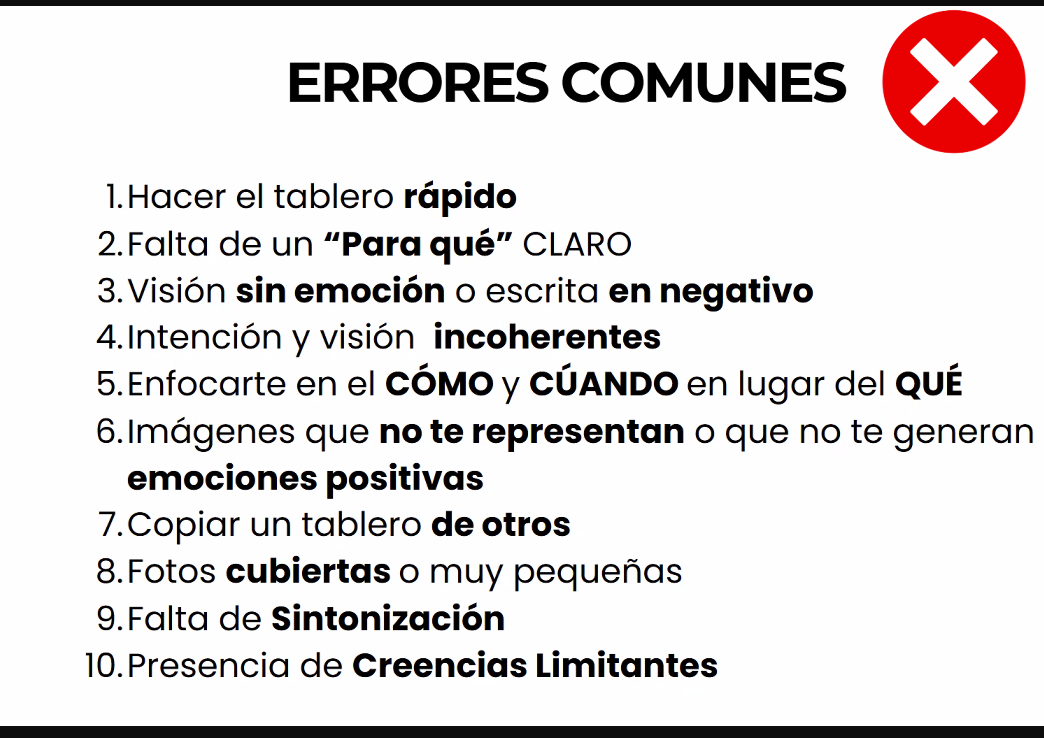 ERRORES COMUNES
1. Hacer el tablero rápido
2. Falta de un “Para qué” CLARO
3. Visión sin emoción o escrita en negativo
4. Intención y visión incoherentes
5. Enfocarte en el CÓMO y CÚANDO en lugar del QUÉ
6. Imágenes que no te representan o que no te generan
emociones positivas
7. Copiar un tablero de otros
8. Fotos cubiertas o muy pequeñas
9. Falta de Sintonización
10. Presencia de Creencias Limitantes